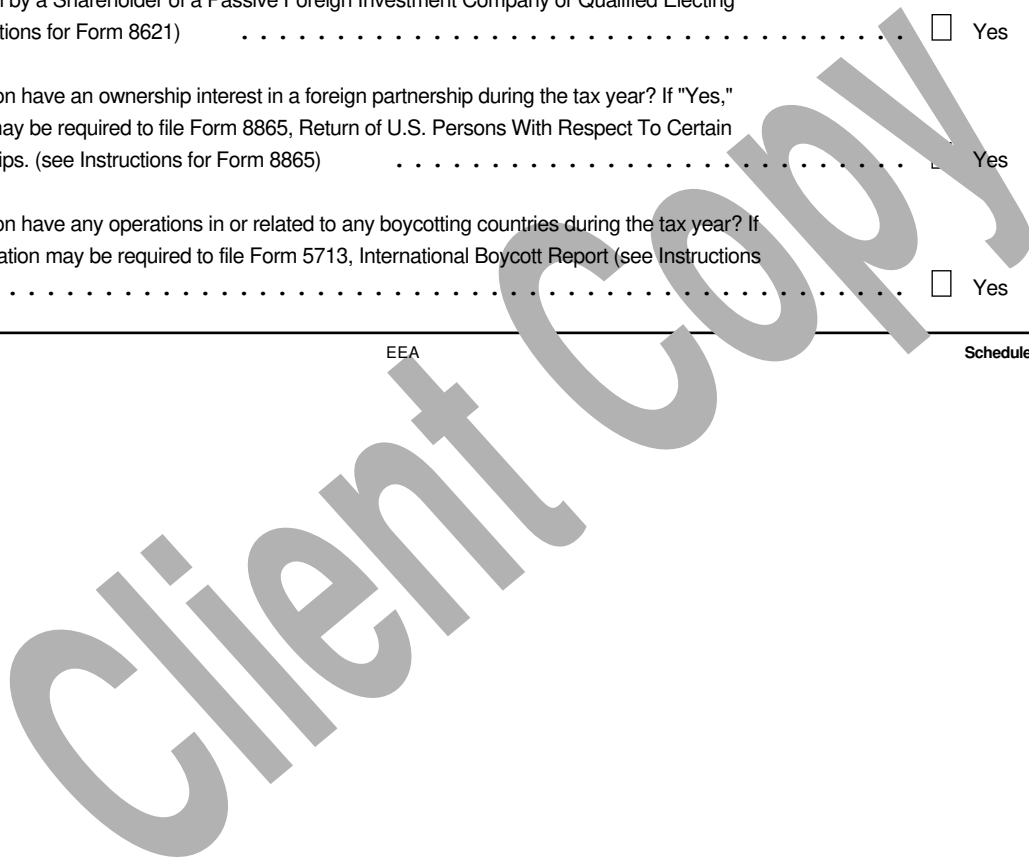 by a Shareholder of a Passive Foreign Investment Company or Qualified Electing
tions for Form 8621) . . . . . . . . . . . . . . . . . . . . . . . . . . . . . . . . . . . Yes
on have an ownership interest in a foreign partnership during the tax year? If "Yes,"
may be required to file Form 8865, Return of U.S. Persons With Respect To Certain
ips. (see Instructions for Form 8865) . . . . . . . . . . . . . . . . . . . . . . . . . . . Yes
on have any operations in or related to any boycotting countries during the tax year? If
ation may be required to file Form 5713, International Boycott Report (see Instructions
. . . . . . . . . . . . . . . . . . . . . . . . . . . . . . . . . . . . . . . . . . . . . . . Yes
EEA Schedule
Client Copy